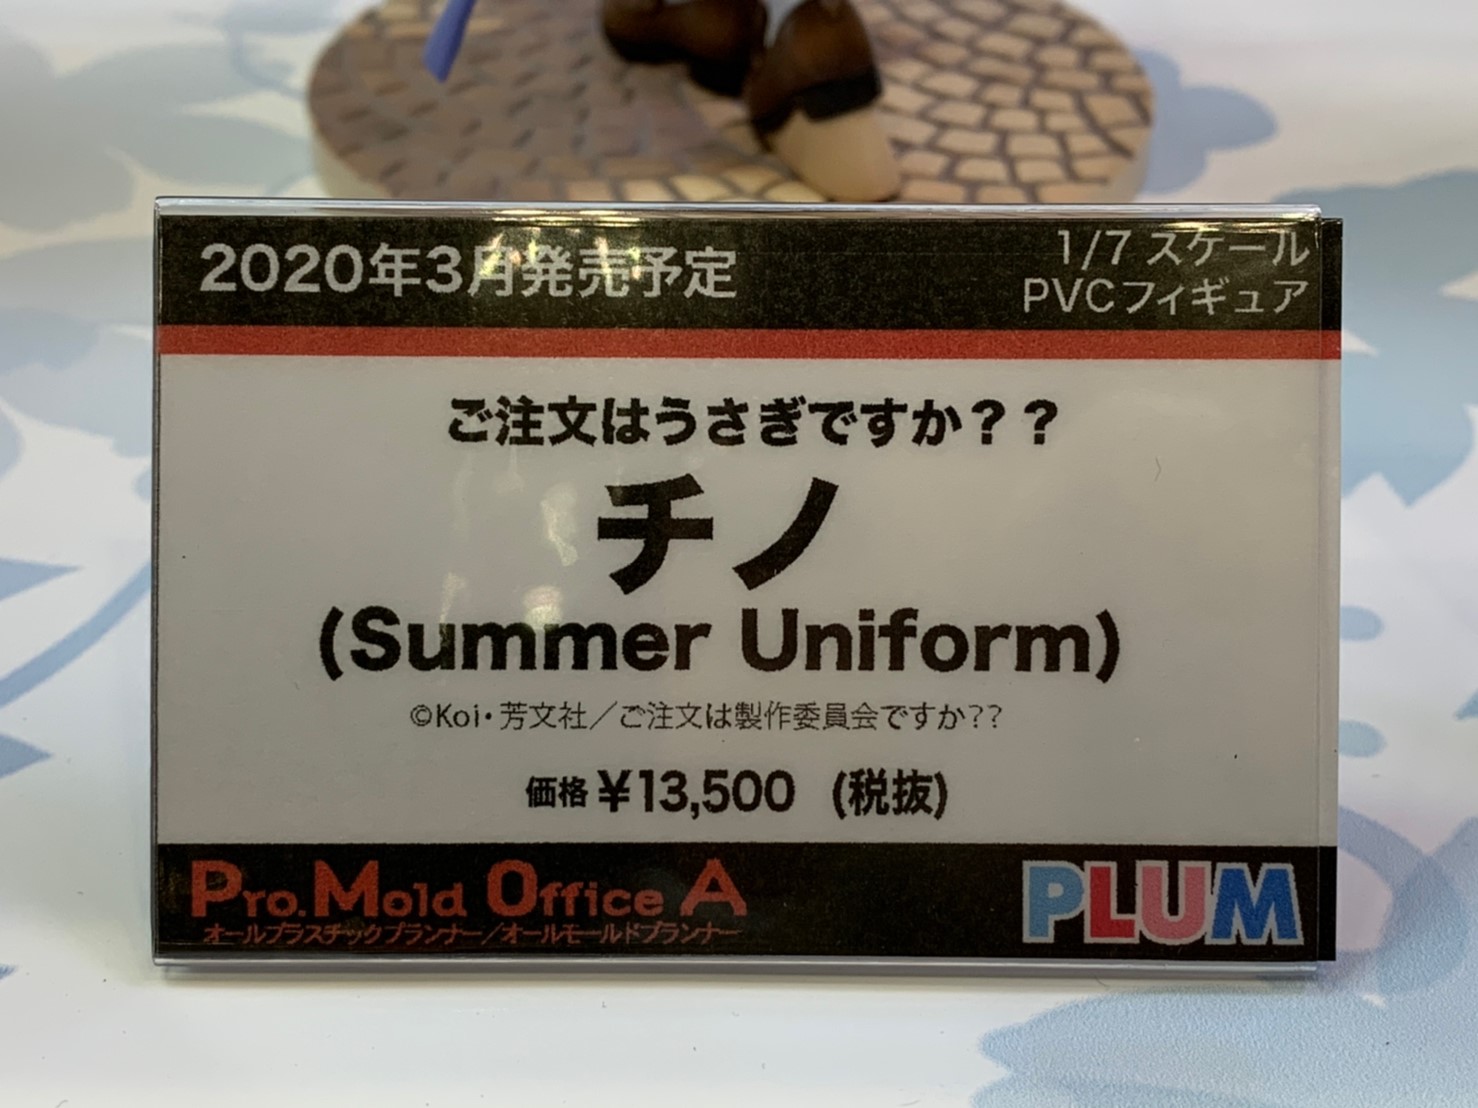 2020年3月発売予定
1/7 スケール
PVCフィギュア
ご注文はうさぎですか？？
チノ
(Summer Uniform)
©Koi・芳文社／ご注文は製作委員会ですか??
価格 ¥13,500 (税抜)
Pro.Mold Office A
オールプラスチックプランナー／オールモールドプランナー
PLUM